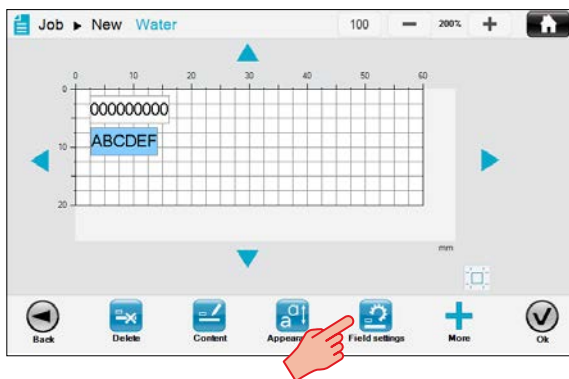 Job ▶ New Water 100 — 200% +
0 10 20 30 40 50 60
0
000000000
ABCDEF
10
20
mm
Back Delete Content Appea Field settings More Ok